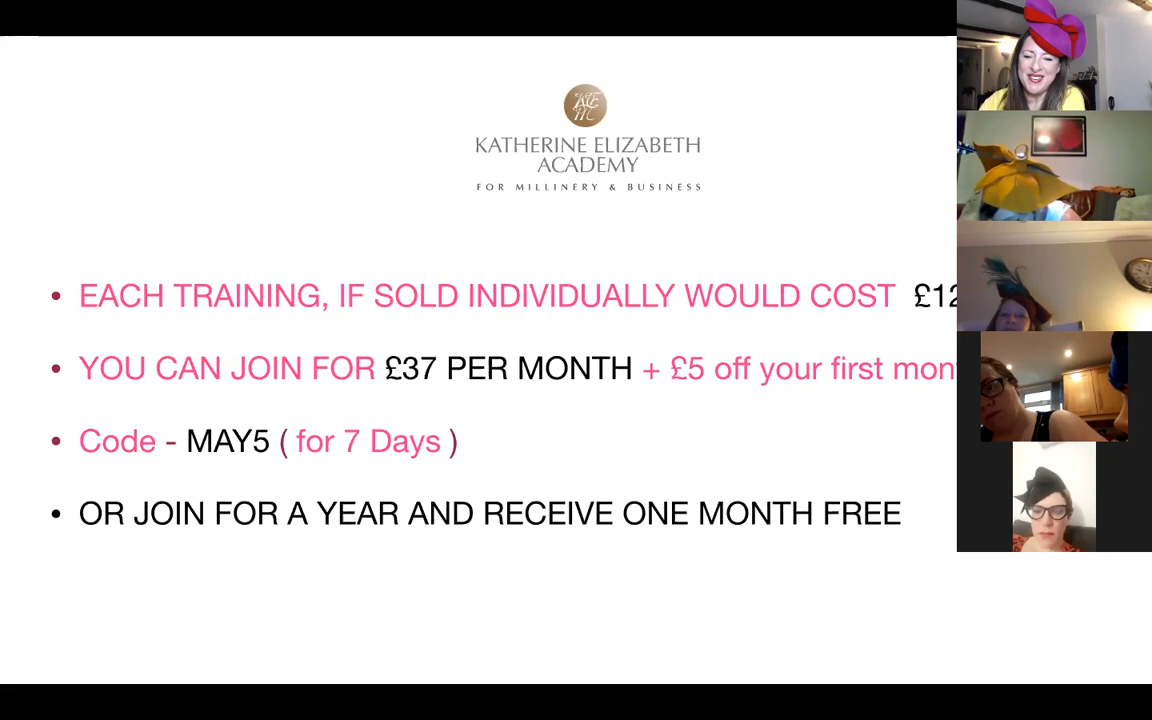 KATHERINE ELIZABETH
ACADEMY
FOR MILLINERY & BUSINESS
• EACH TRAINING, IF SOLD INDIVIDUALLY WOULD COST £12
• YOU CAN JOIN FOR £37 PER MONTH + £5 off your first mon
• Code - MAY5 ( for 7 Days )
• OR JOIN FOR A YEAR AND RECEIVE ONE MONTH FREE